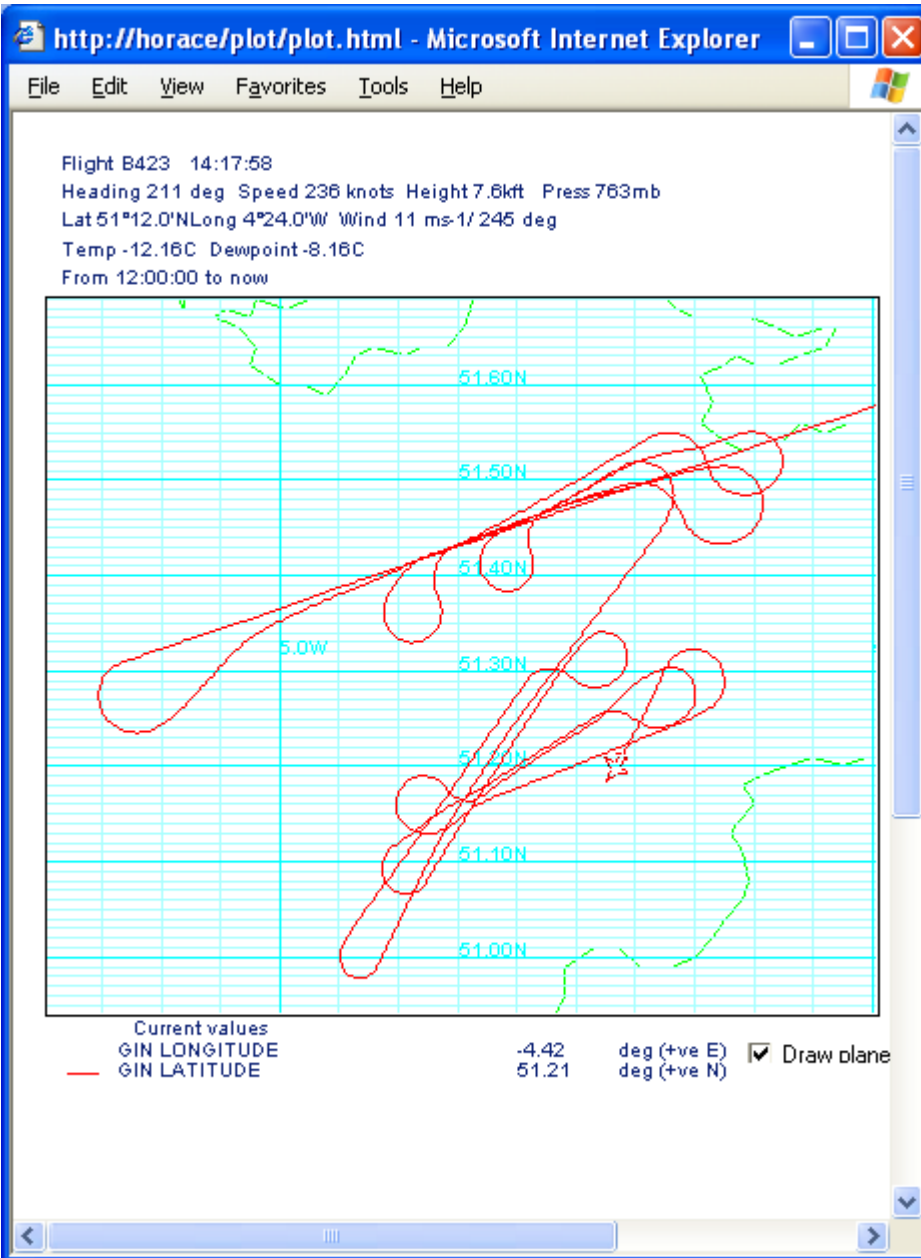 http://horace/plot/plot.html - Microsoft Internet Explorer
File Edit View Favorites Tools Help
Flight B423 14:17:58
Heading 211 deg Speed 236 knots Height 7.6kft Press 763mb
Lat 51°12.0'NLong 4°24.0'W Wind 11 ms-1/ 245 deg
Temp -12.16C Dewpoint -8.16C
From 12:00:00 to now
51.60N
51.50N
51.40N
5.0W
51.30N
51.20N
51.10N
51.00N
Current values
GIN LONGITUDE -4.42 deg (+ve E)
GIN LATITUDE 51.21 deg (+ve N)
Draw plane